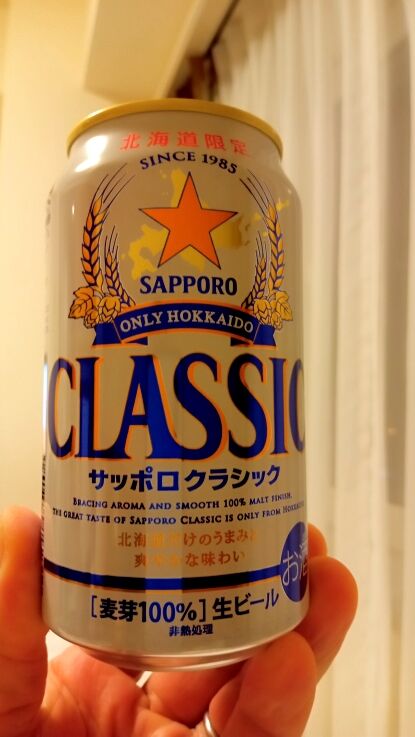 北海道限定
SINCE 1985
SAPPORO
ONLY HOKKAIDO
CLASSIC
サッポロクラシック
BRACING AROMA AND SMOOTH 100% MALT FINISH.
THE GREAT TASTE OF SAPPORO CLASSIC IS ONLY FROM HOKKAIDO
北海道だけのうまみと
爽やかな味わい
お酒
[麦芽100%]生ビール
非熱処理